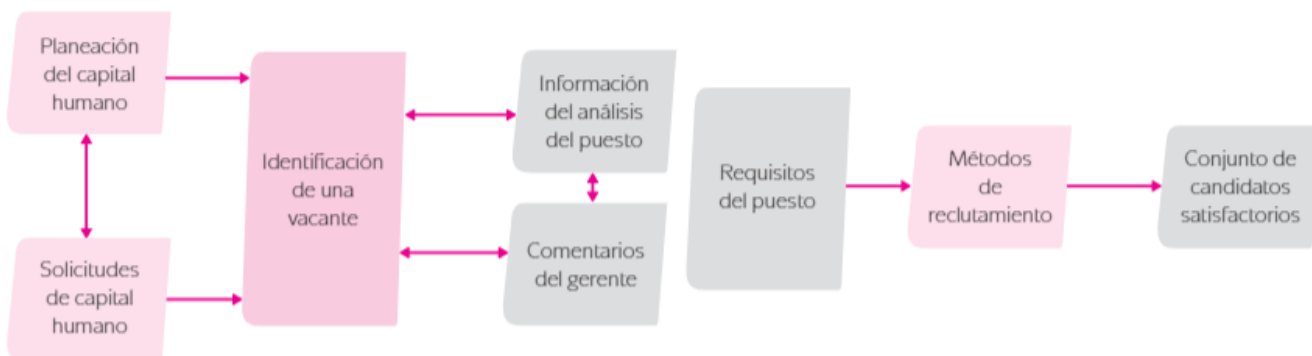 Planeación
del capital
humano
Solicitudes
de capital
humano
Identificación
de una
vacante
Información
del análisis
del puesto
Comentarios
del gerente
Requisitos
del puesto
Métodos
de
reclutamiento
Conjunto de
candidatos
satisfactorios